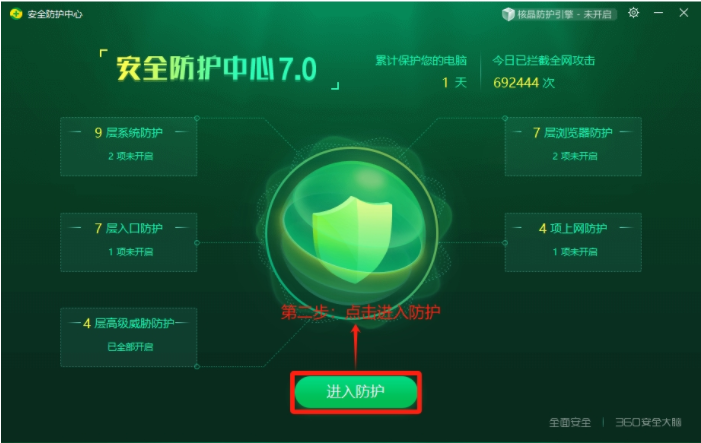 安全防护中心
核晶防护引擎 · 未开启
安全防护中心7.0
累计保护您的电脑
1 天
今日已拦截全网攻击
692444 次
9 层系统防护
2 项未开启
7 层浏览器防护
2 项未开启
7 层入口防护
1 项未开启
4 项上网防护
1 项未开启
4 层高级威胁防护
已全部开启
第二步：点击进入防护
进入防护
全面安全 | 360安全大脑